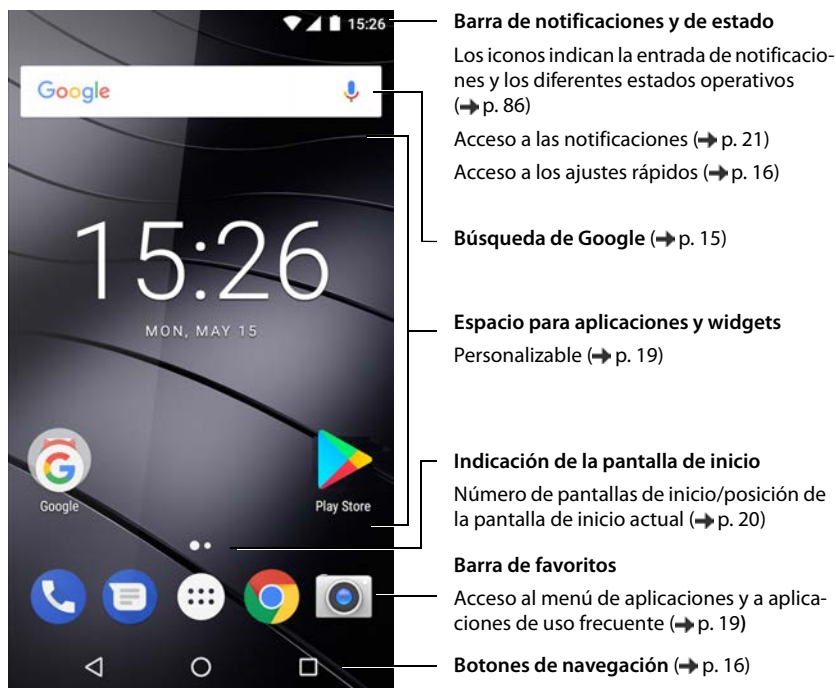 15:26
Google
15:26
MON, MAY 15
Google
Play Store
Barra de notificaciones y de estado
Los iconos indican la entrada de notificacio-
nes y los diferentes estados operativos
(➔ p. 86)
Acceso a las notificaciones (➔ p. 21)
Acceso a los ajustes rápidos (➔ p. 16)
Búsqueda de Google (➔ p. 15)
Espacio para aplicaciones y widgets
Personalizable (➔ p. 19)
Indicación de la pantalla de inicio
Número de pantallas de inicio/posición de
la pantalla de inicio actual (➔ p. 20)
Barra de favoritos
Acceso al menú de aplicaciones y a aplica-
ciones de uso frecuente (➔ p. 19)
Botones de navegación (➔ p. 16)